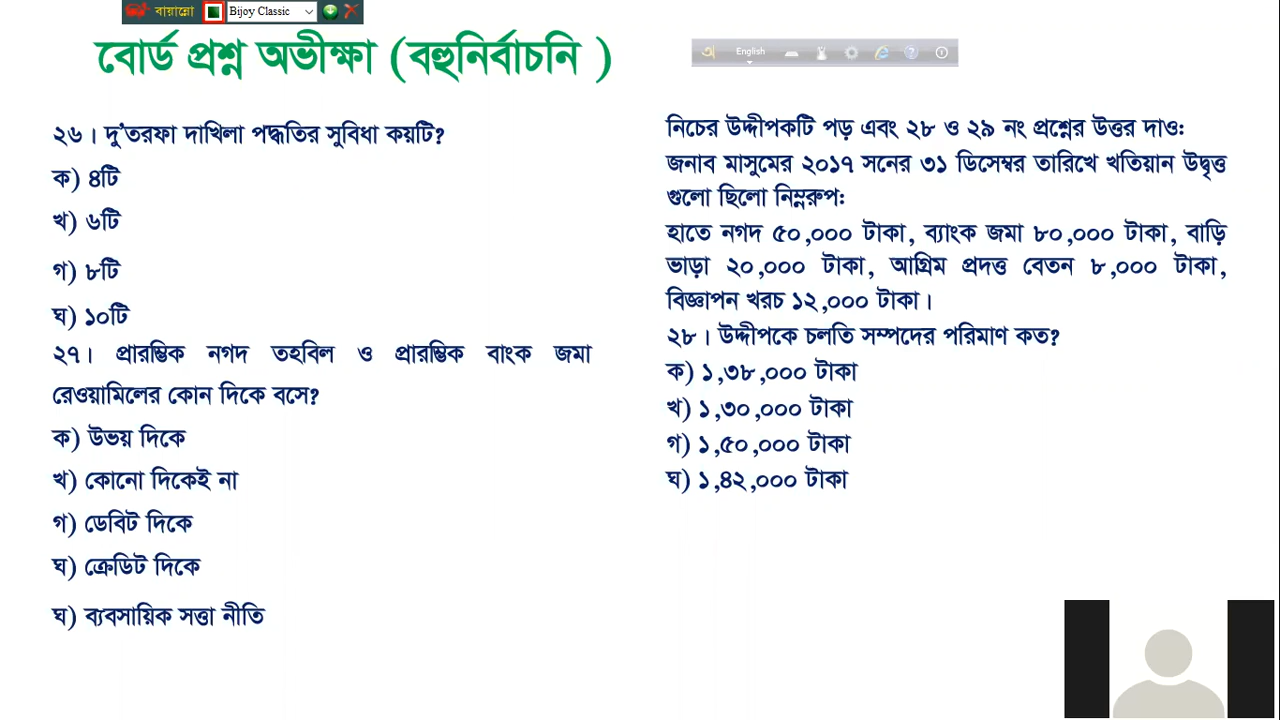 বায়ান্নো
Bijoy Classic
English
বোর্ড প্রশ্ন অভীক্ষা (বহুনির্বাচনি )
২৬। দু'তরফা দাখিলা পদ্ধতির সুবিধা কয়টি?
ক) ৪টি
খ) ৬টি
গ) ৮টি
ঘ) ১০টি
২৭। প্রারম্ভিক নগদ তহবিল ও প্রারম্ভিক বাংক জমা
রেওয়ামিলের কোন দিকে বসে?
ক) উভয় দিকে
খ) কোনো দিকেই না
গ) ডেবিট দিকে
ঘ) ক্রেডিট দিকে
ঘ) ব্যবসায়িক সত্তা নীতি
নিচের উদ্দীপকটি পড় এবং ২৮ ও ২৯ নং প্রশ্নের উত্তর দাও:
জনাব মাসুমের ২০১৭ সনের ৩১ ডিসেম্বর তারিখে খতিয়ান উদ্বৃত্ত
গুলো ছিলো নিম্নরুপ:
হাতে নগদ ৫০,০০০ টাকা, ব্যাংক জমা ৮০,০০০ টাকা, বাড়ি
ভাড়া ২০,০০০ টাকা, আগ্রিম প্রদত্ত বেতন ৮,০০০ টাকা,
বিজ্ঞাপন খরচ ১২,০০০ টাকা।
২৮। উদ্দীপকে চলতি সম্পদের পরিমাণ কত?
ক) ১,৩৮,০০০ টাকা
খ) ১,৩০,০০০ টাকা
গ) ১,৫০,০০০ টাকা
ঘ) ১,৪২,০০০ টাকা